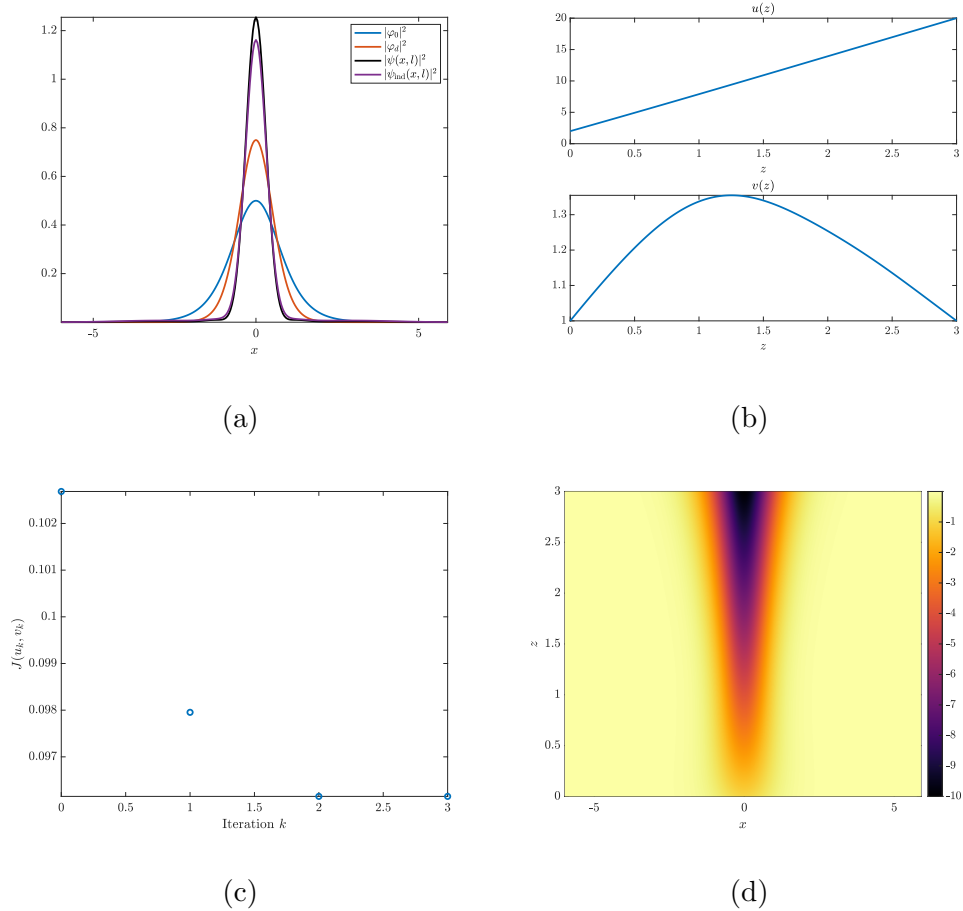 1.2
1
0.8
0.6
0.4
0.2
-5
0
5
x
|φ₀|²
|φ_d|²
|ψ(x, l)|²
|ψ_ind(x, l)|²
(a)
u(z)
20
15
10
5
0
0 0.5 1 1.5 2 2.5 3
z
v(z)
1.3
1.2
1.1
1
0 0.5 1 1.5 2 2.5 3
z
(b)
0.102
0.101
0.1
0.099
0.098
0.097
J(u_k, v_k)
0 0.5 1 1.5 2 2.5 3
Iteration k
(c)
3
2.5
2
1.5
1
0.5
0
z
-5 0 5
x
-1
-2
-3
-4
-5
-6
-7
-8
-9
-10
(d)